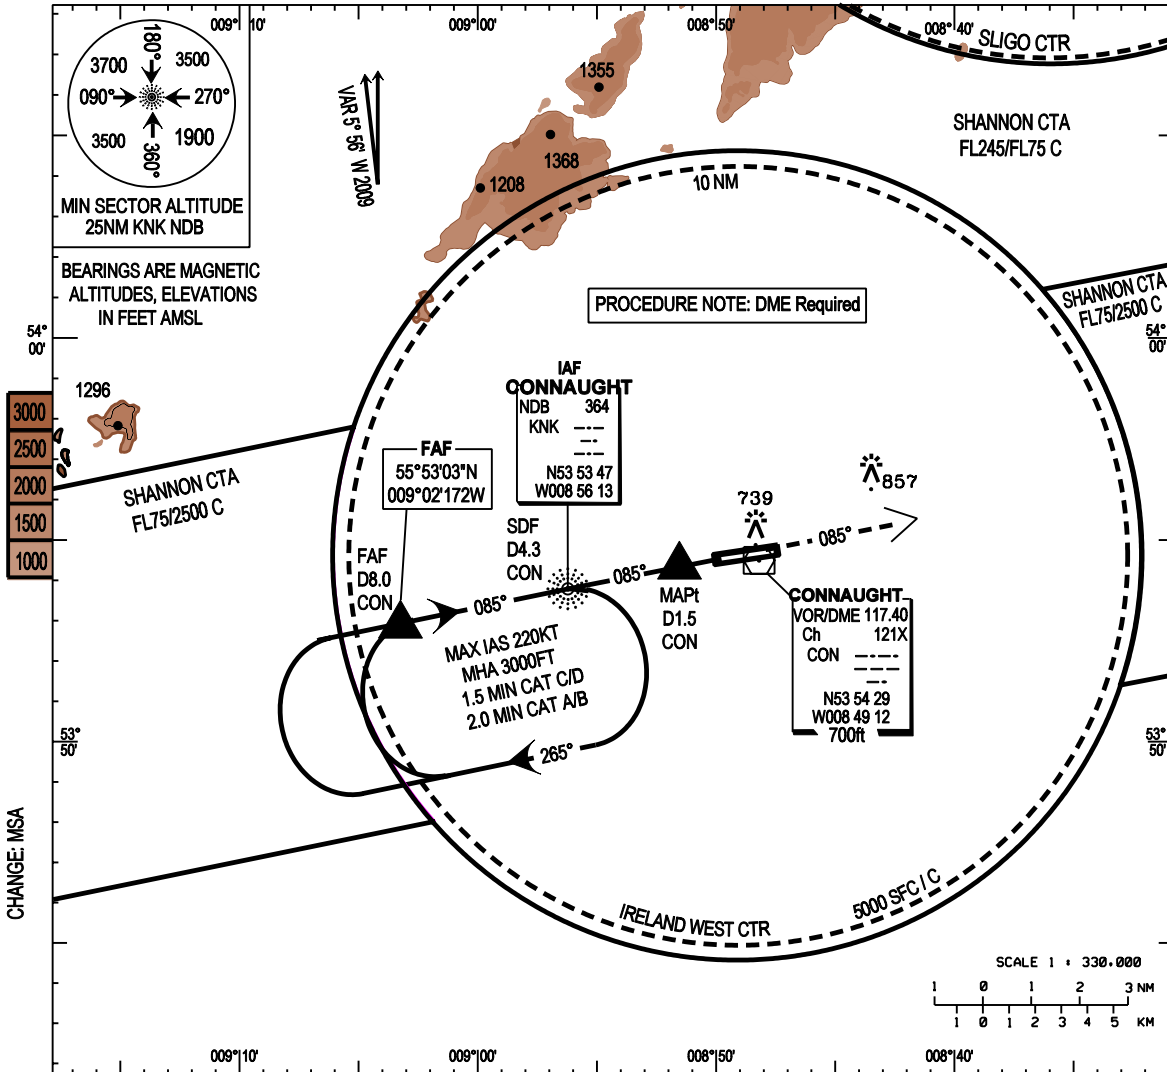 009°10'
009°00'
008°50'
008°40'
SLIGO CTR
180°
3700
3500
090°
270°
3500
1900
360°
MIN SECTOR ALTITUDE
25NM KNK NDB
VAR 5° 56' W 2009
1355
1368
1208
SHANNON CTA
FL245/FL75 C
10 NM
BEARINGS ARE MAGNETIC
ALTITUDES, ELEVATIONS
IN FEET AMSL
PROCEDURE NOTE: DME Required
SHANNON CTA
FL75/2500 C
54°
00'
54°
00'
1296
3000
2500
2000
1500
1000
SHANNON CTA
FL75/2500 C
IAF
CONNAUGHT
NDB 364
KNK
N53 53 47
W008 56 13
FAF
55°53'03"N
009°02'172W
857
739
SDF
D4.3
CON
FAF
D8.0
CON
085°
085°
085°
MAPt
D1.5
CON
CONNAUGHT
VOR/DME 117.40
Ch 121X
CON
N53 54 29
W008 49 12
700ft
MAX IAS 220KT
MHA 3000FT
1.5 MIN CAT C/D
2.0 MIN CAT A/B
265°
53°
50'
53°
50'
CHANGE: MSA
IRELAND WEST CTR
5000 SFC / C
SCALE 1 : 330.000
1 0 1 2 3 NM
1 0 1 2 3 4 5 KM
009°10'
009°00'
008°50'
008°40'